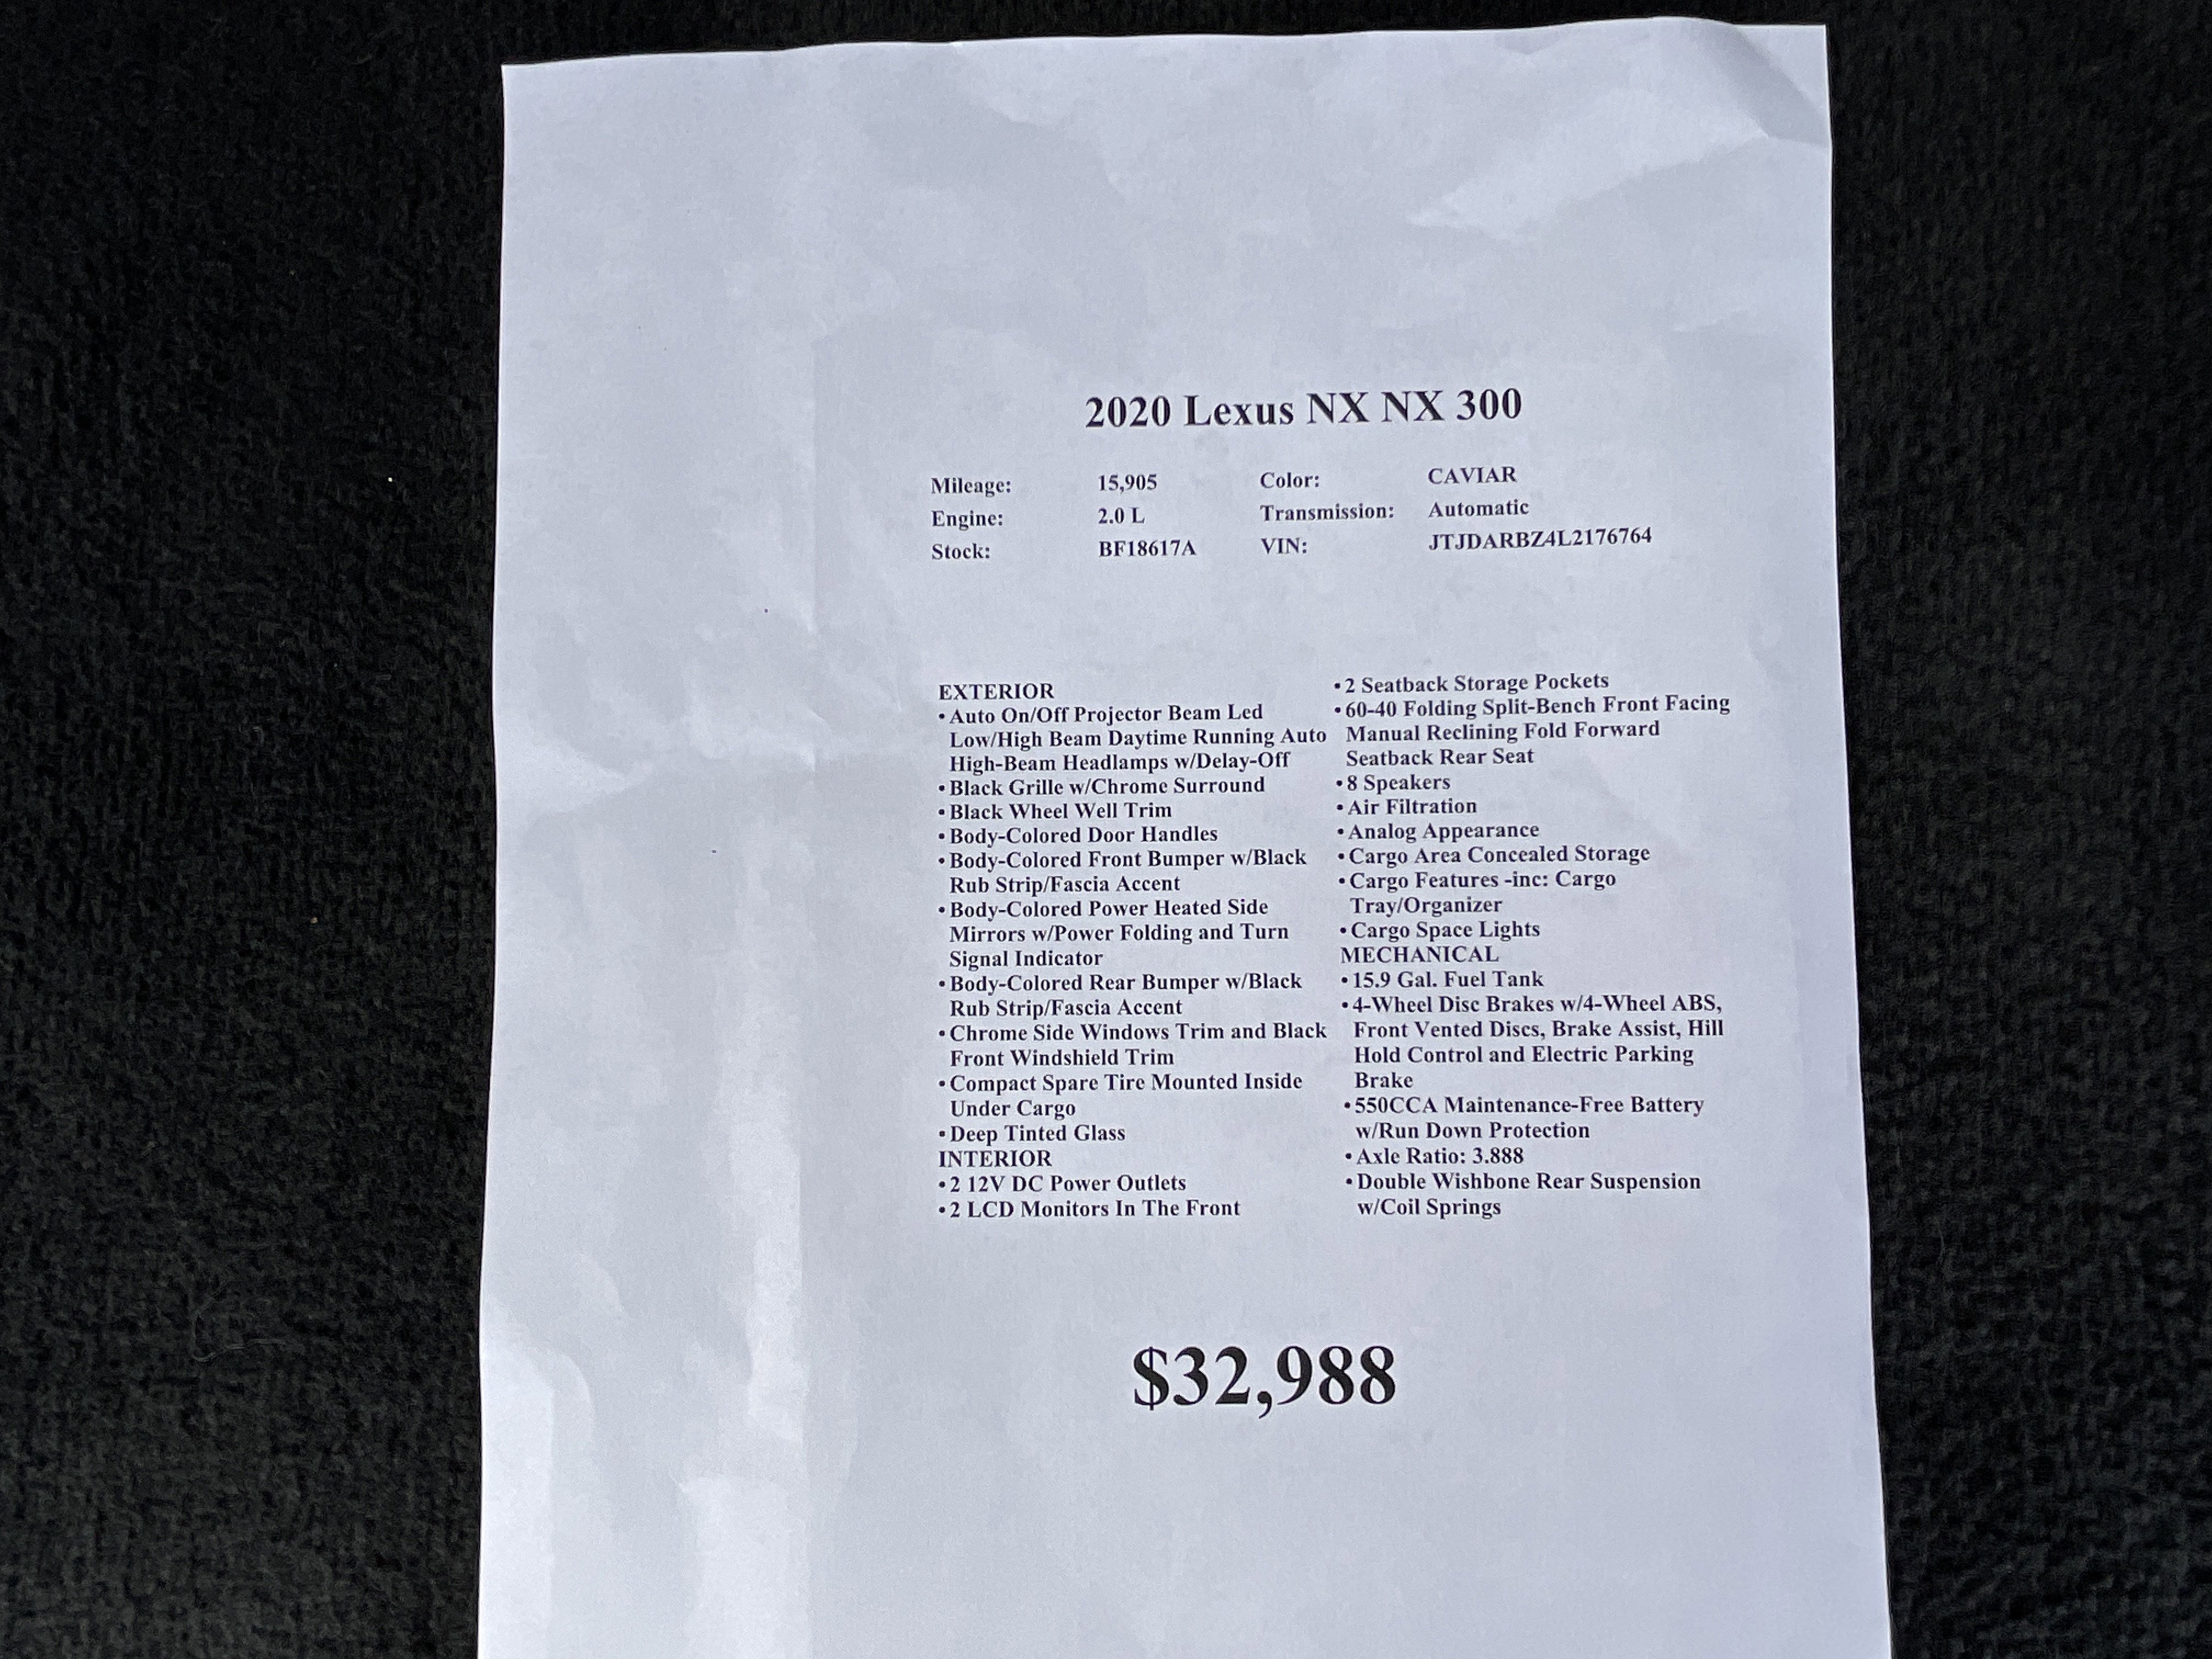 2020 Lexus NX NX 300
Mileage: 15,905 Color: CAVIAR
Engine: 2.0 L Transmission: Automatic
Stock: BF18617A VIN: JTJDARBZ4L2176764
EXTERIOR
• Auto On/Off Projector Beam Led
Low/High Beam Daytime Running Auto
High-Beam Headlamps w/Delay-Off
• Black Grille w/Chrome Surround
• Black Wheel Well Trim
• Body-Colored Door Handles
• Body-Colored Front Bumper w/Black
Rub Strip/Fascia Accent
• Body-Colored Power Heated Side
Mirrors w/Power Folding and Turn
Signal Indicator
• Body-Colored Rear Bumper w/Black
Rub Strip/Fascia Accent
• Chrome Side Windows Trim and Black
Front Windshield Trim
• Compact Spare Tire Mounted Inside
Under Cargo
• Deep Tinted Glass
INTERIOR
• 2 12V DC Power Outlets
• 2 LCD Monitors In The Front
• 2 Seatback Storage Pockets
• 60-40 Folding Split-Bench Front Facing
Manual Reclining Fold Forward
Seatback Rear Seat
• 8 Speakers
• Air Filtration
• Analog Appearance
• Cargo Area Concealed Storage
• Cargo Features -inc: Cargo
Tray/Organizer
• Cargo Space Lights
MECHANICAL
• 15.9 Gal. Fuel Tank
• 4-Wheel Disc Brakes w/4-Wheel ABS,
Front Vented Discs, Brake Assist, Hill
Hold Control and Electric Parking
Brake
• 550CCA Maintenance-Free Battery
w/Run Down Protection
• Axle Ratio: 3.888
• Double Wishbone Rear Suspension
w/Coil Springs
$32,988